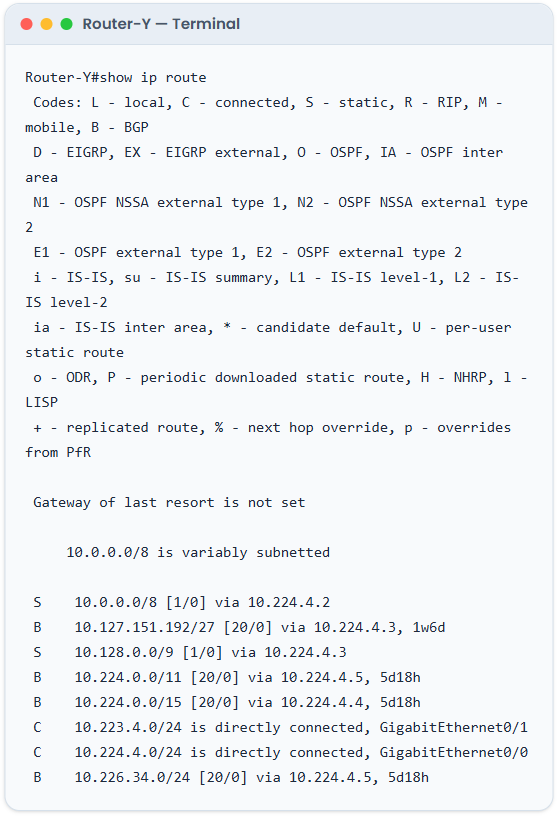 Router-Y — Terminal
Router-Y#show ip route
Codes: L - local, C - connected, S - static, R - RIP, M -
mobile, B - BGP
D - EIGRP, EX - EIGRP external, O - OSPF, IA - OSPF inter
area
N1 - OSPF NSSA external type 1, N2 - OSPF NSSA external type
2
E1 - OSPF external type 1, E2 - OSPF external type 2
i - IS-IS, su - IS-IS summary, L1 - IS-IS level-1, L2 - IS-
IS level-2
ia - IS-IS inter area, * - candidate default, U - per-user
static route
o - ODR, P - periodic downloaded static route, H - NHRP, l -
LISP
+ - replicated route, % - next hop override, p - overrides
from PfR
Gateway of last resort is not set
10.0.0.0/8 is variably subnetted
S    10.0.0.0/8 [1/0] via 10.224.4.2
B    10.127.151.192/27 [20/0] via 10.224.4.3, 1w6d
S    10.128.0.0/9 [1/0] via 10.224.4.3
B    10.224.0.0/11 [20/0] via 10.224.4.5, 5d18h
B    10.224.0.0/15 [20/0] via 10.224.4.4, 5d18h
C    10.223.4.0/24 is directly connected, GigabitEthernet0/1
C    10.224.4.0/24 is directly connected, GigabitEthernet0/0
B    10.226.34.0/24 [20/0] via 10.224.4.5, 5d18h